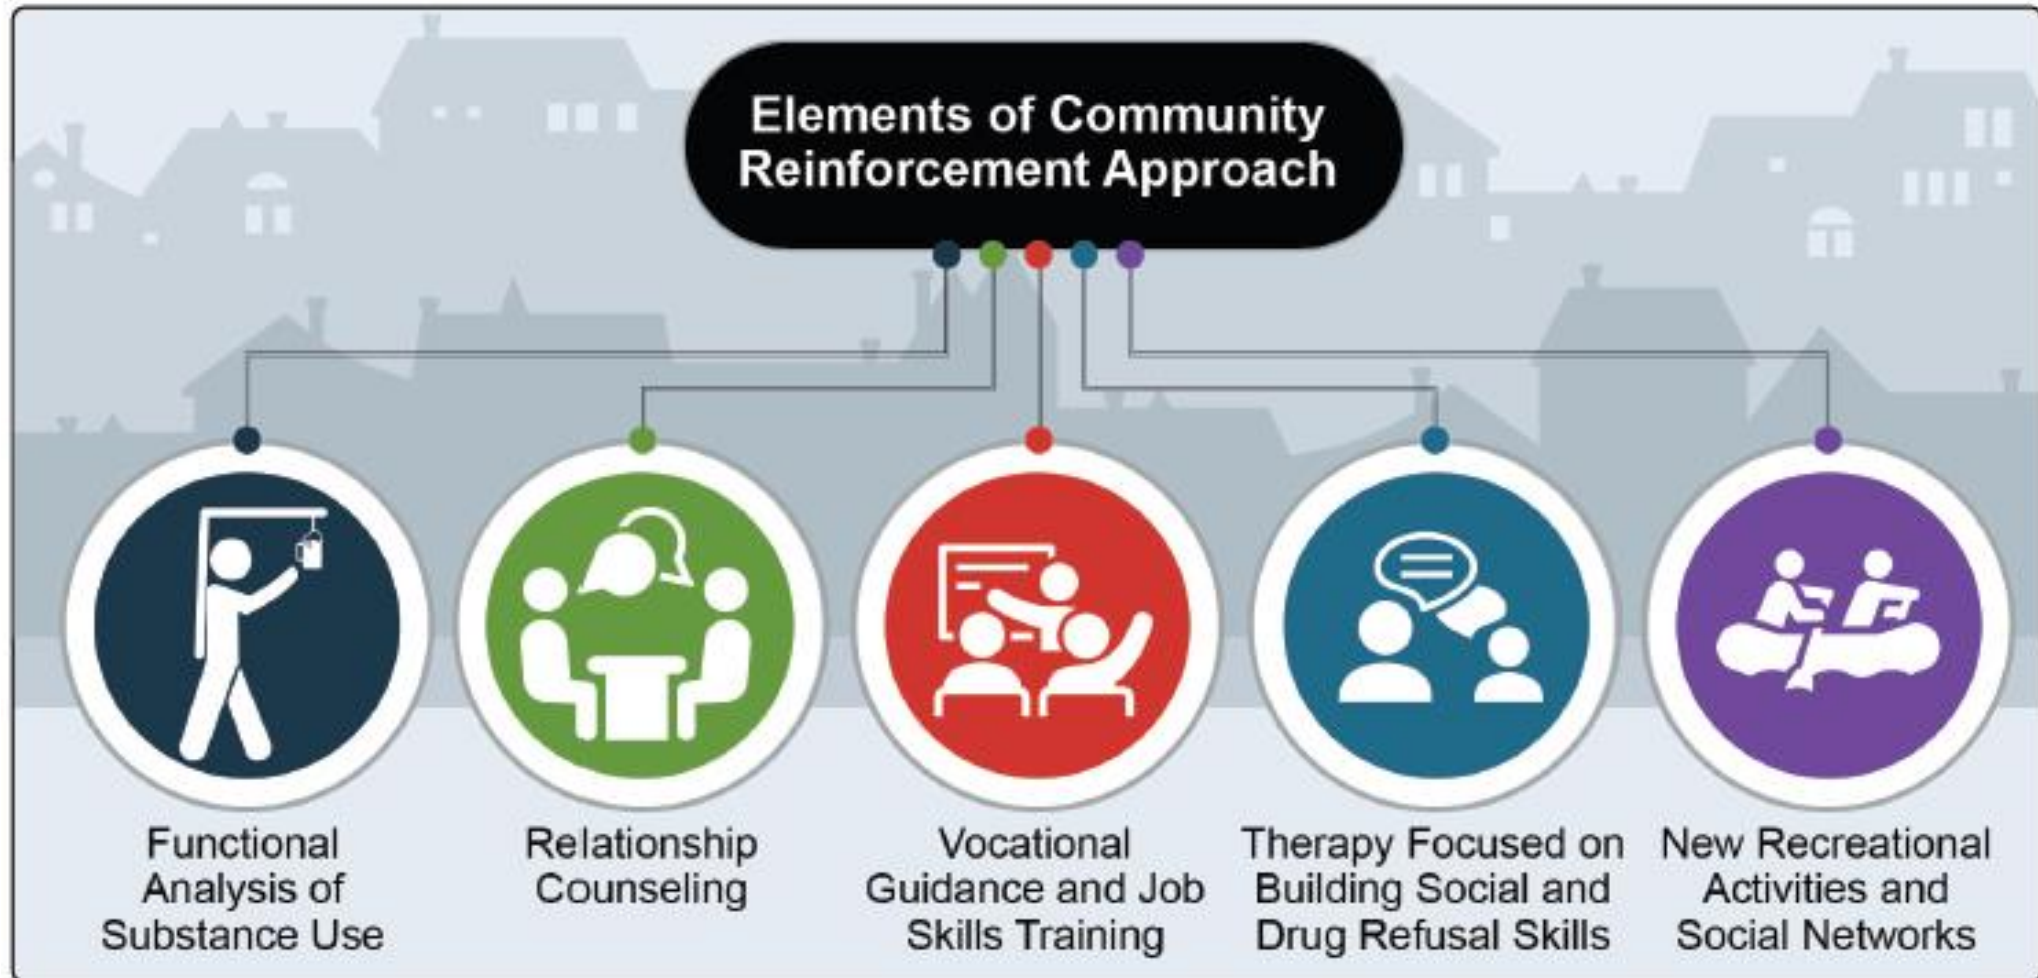 Elements of Community
Reinforcement Approach
Functional
Analysis of
Substance Use
Relationship
Counseling
Vocational
Guidance and Job
Skills Training
Therapy Focused on
Building Social and
Drug Refusal Skills
New Recreational
Activities and
Social Networks